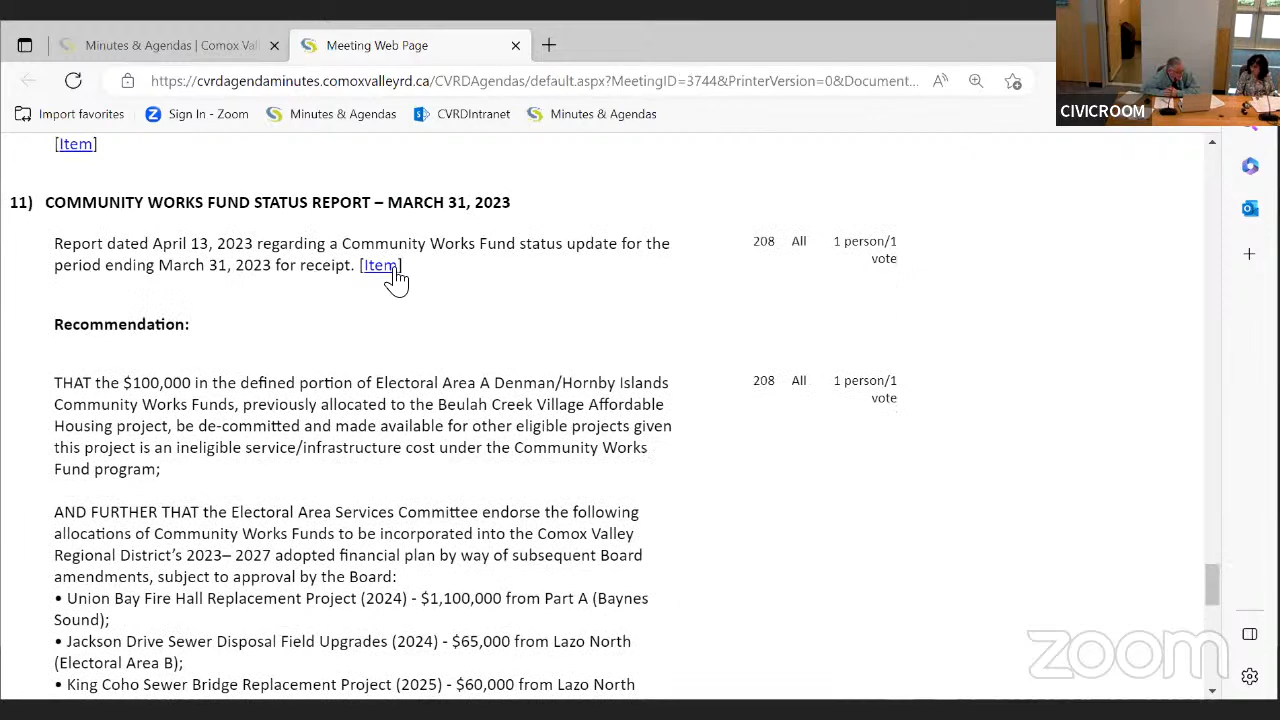 Minutes & Agendas | Comox Val
Meeting Web Page
https://cvrdagendaminutes.comoxvalleyrd.ca/CVRDAgendas/default.aspx?MeetingID=3744&PrinterVersion=0&Document...
Import favorites
Sign In - Zoom
Minutes & Agendas
CVRDIntranet
Minutes & Agendas
CIVICROOM
[Item]
11) COMMUNITY WORKS FUND STATUS REPORT – MARCH 31, 2023
Report dated April 13, 2023 regarding a Community Works Fund status update for the
period ending March 31, 2023 for receipt. [Item]
208 All 1 person/1
vote
Recommendation:
THAT the $100,000 in the defined portion of Electoral Area A Denman/Hornby Islands
Community Works Funds, previously allocated to the Beulah Creek Village Affordable
Housing project, be de-committed and made available for other eligible projects given
this project is an ineligible service/infrastructure cost under the Community Works
Fund program;
208 All 1 person/1
vote
AND FURTHER THAT the Electoral Area Services Committee endorse the following
allocations of Community Works Funds to be incorporated into the Comox Valley
Regional District's 2023– 2027 adopted financial plan by way of subsequent Board
amendments, subject to approval by the Board:
• Union Bay Fire Hall Replacement Project (2024) - $1,100,000 from Part A (Baynes
Sound);
• Jackson Drive Sewer Disposal Field Upgrades (2024) - $65,000 from Lazo North
(Electoral Area B);
• King Coho Sewer Bridge Replacement Project (2025) - $60,000 from Lazo North
zoom